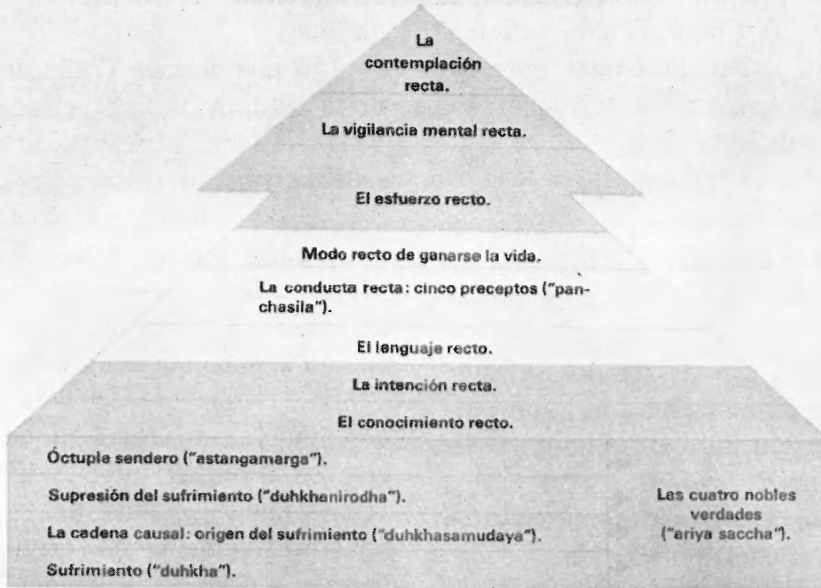 La
contemplación
recta.
La vigilancia mental recta.
El esfuerzo recto.
Modo recto de ganarse la vida.
La conducta recta: cinco preceptos ("pan-
chasila").
El lenguaje recto.
La intención recta.
El conocimiento recto.
Óctuple sendero ("astangamarga").
Supresión del sufrimiento ("duhkhanirodha").
La cadena causal: origen del sufrimiento ("duhkhasamudaya").
Sufrimiento ("duhkha").
Las cuatro nobles
verdades
("ariya saccha").